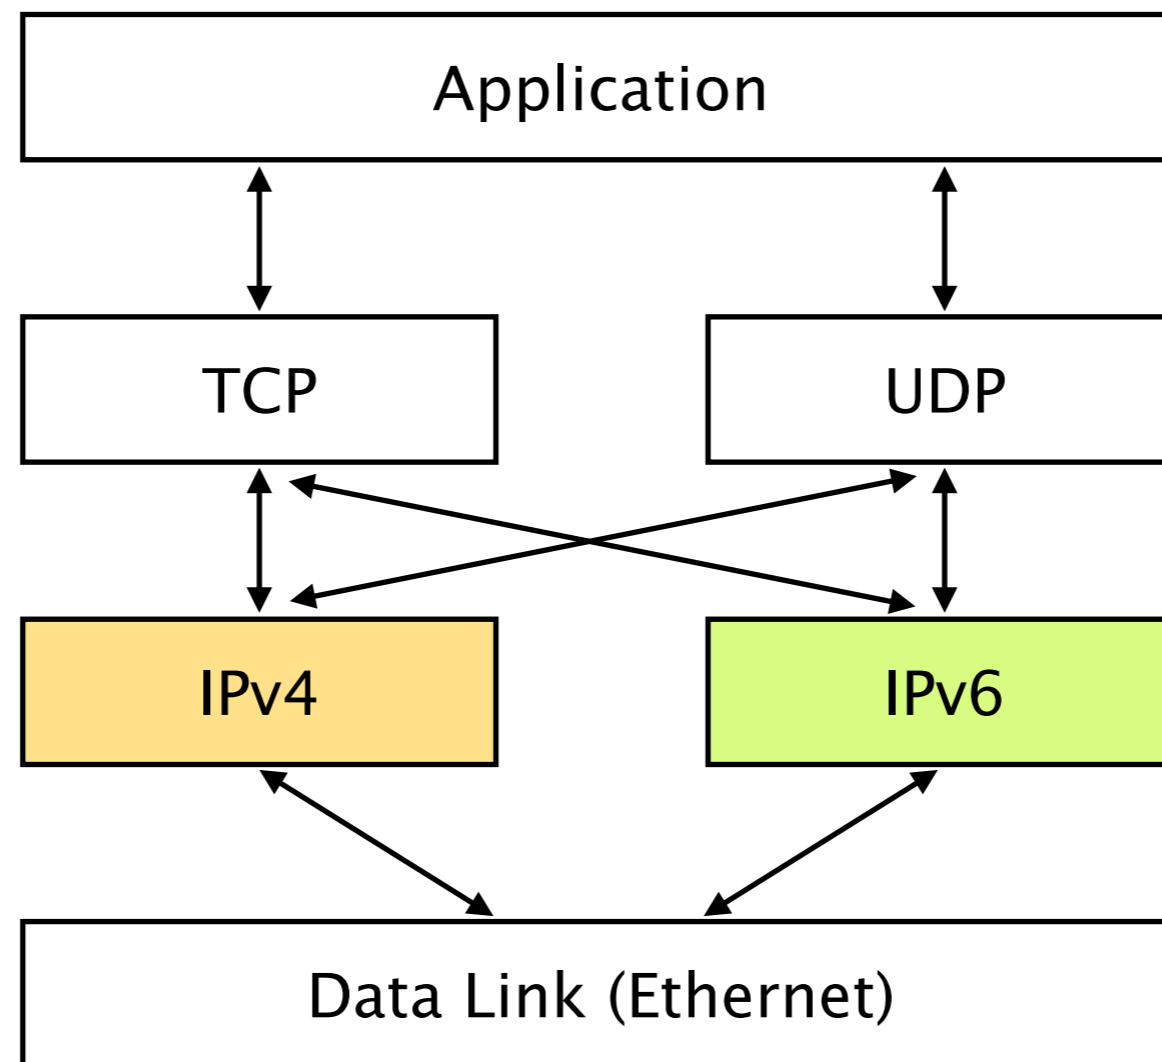 Application
TCP
UDP
IPv4
IPv6
Data Link (Ethernet)